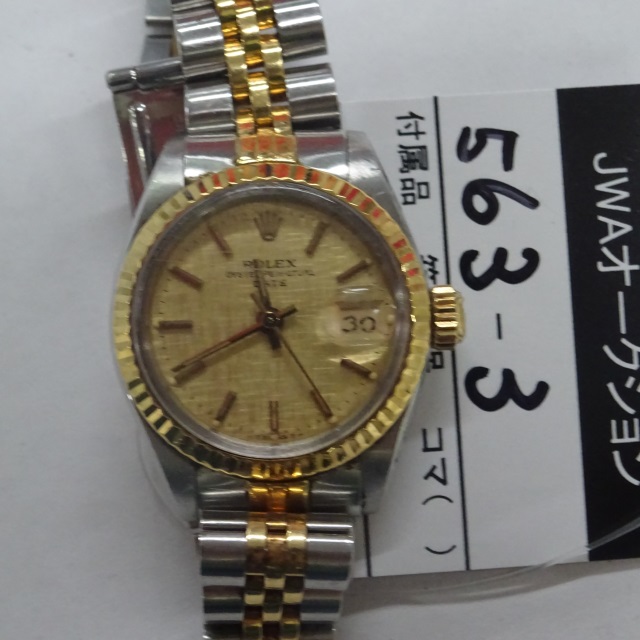 ROLEX
OYSTER PERPETUAL
DATE
30
付属品
コマ( )
563-3
JWAオークション